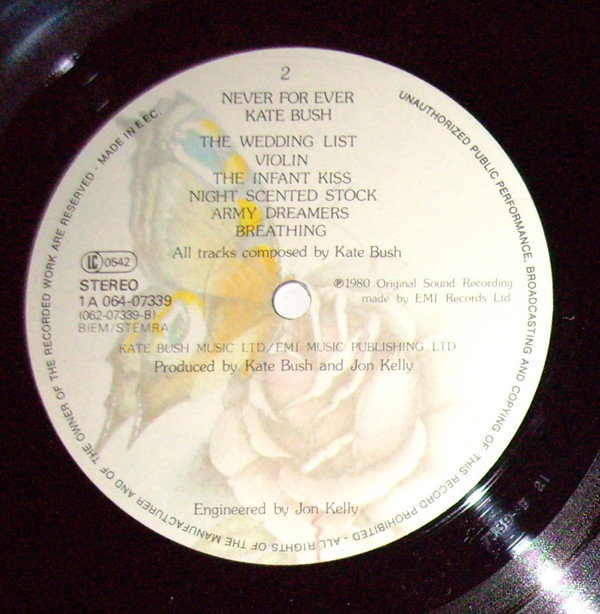 2
NEVER FOR EVER
KATE BUSH
THE WEDDING LIST
VIOLIN
THE INFANT KISS
NIGHT SCENTED STOCK
ARMY DREAMERS
BREATHING
All tracks composed by Kate Bush
LC 0542
STEREO
1A 064-07339
(062-07339-B)
BIEM/STEMRA
℗1980 Original Sound Recording
made by EMI Records Ltd
KATE BUSH MUSIC LTD/EMI MUSIC PUBLISHING LTD
Produced by Kate Bush and Jon Kelly
Engineered by Jon Kelly
UNAUTHORIZED PUBLIC PERFORMANCE, BROADCASTING AND COPYING OF THIS RECORD PROHIBITED - ALL RIGHTS OF THE MANUFACTURER AND OF THE OWNER OF THE RECORDED WORK ARE RESERVED - MADE IN E.E.C.